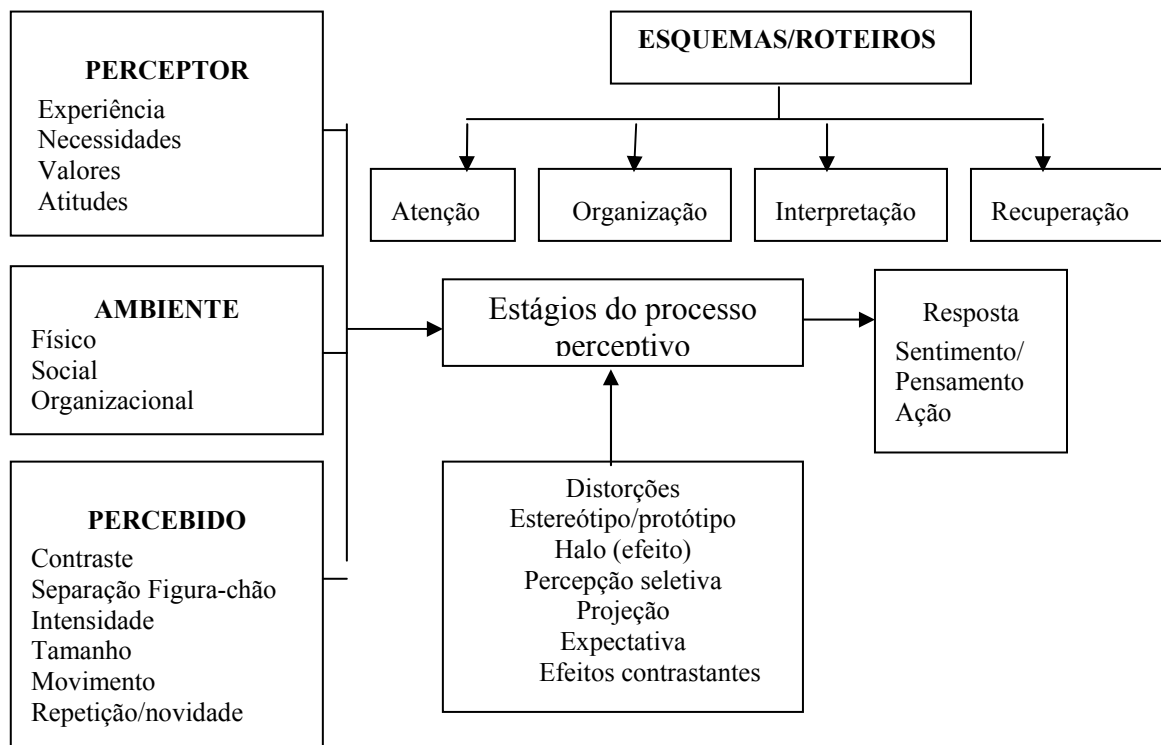 PERCEPTOR
Experiência
Necessidades
Valores
Atitudes
AMBIENTE
Físico
Social
Organizacional
PERCEBIDO
Contraste
Separação Figura-chão
Intensidade
Tamanho
Movimento
Repetição/novidade
ESQUEMAS/ROTEIROS
Atenção
Organização
Interpretação
Recuperação
Estágios do processo
perceptivo
Resposta
Sentimento/
Pensamento
Ação
Distorções
Estereótipo/protótipo
Halo (efeito)
Percepção seletiva
Projeção
Expectativa
Efeitos contrastantes